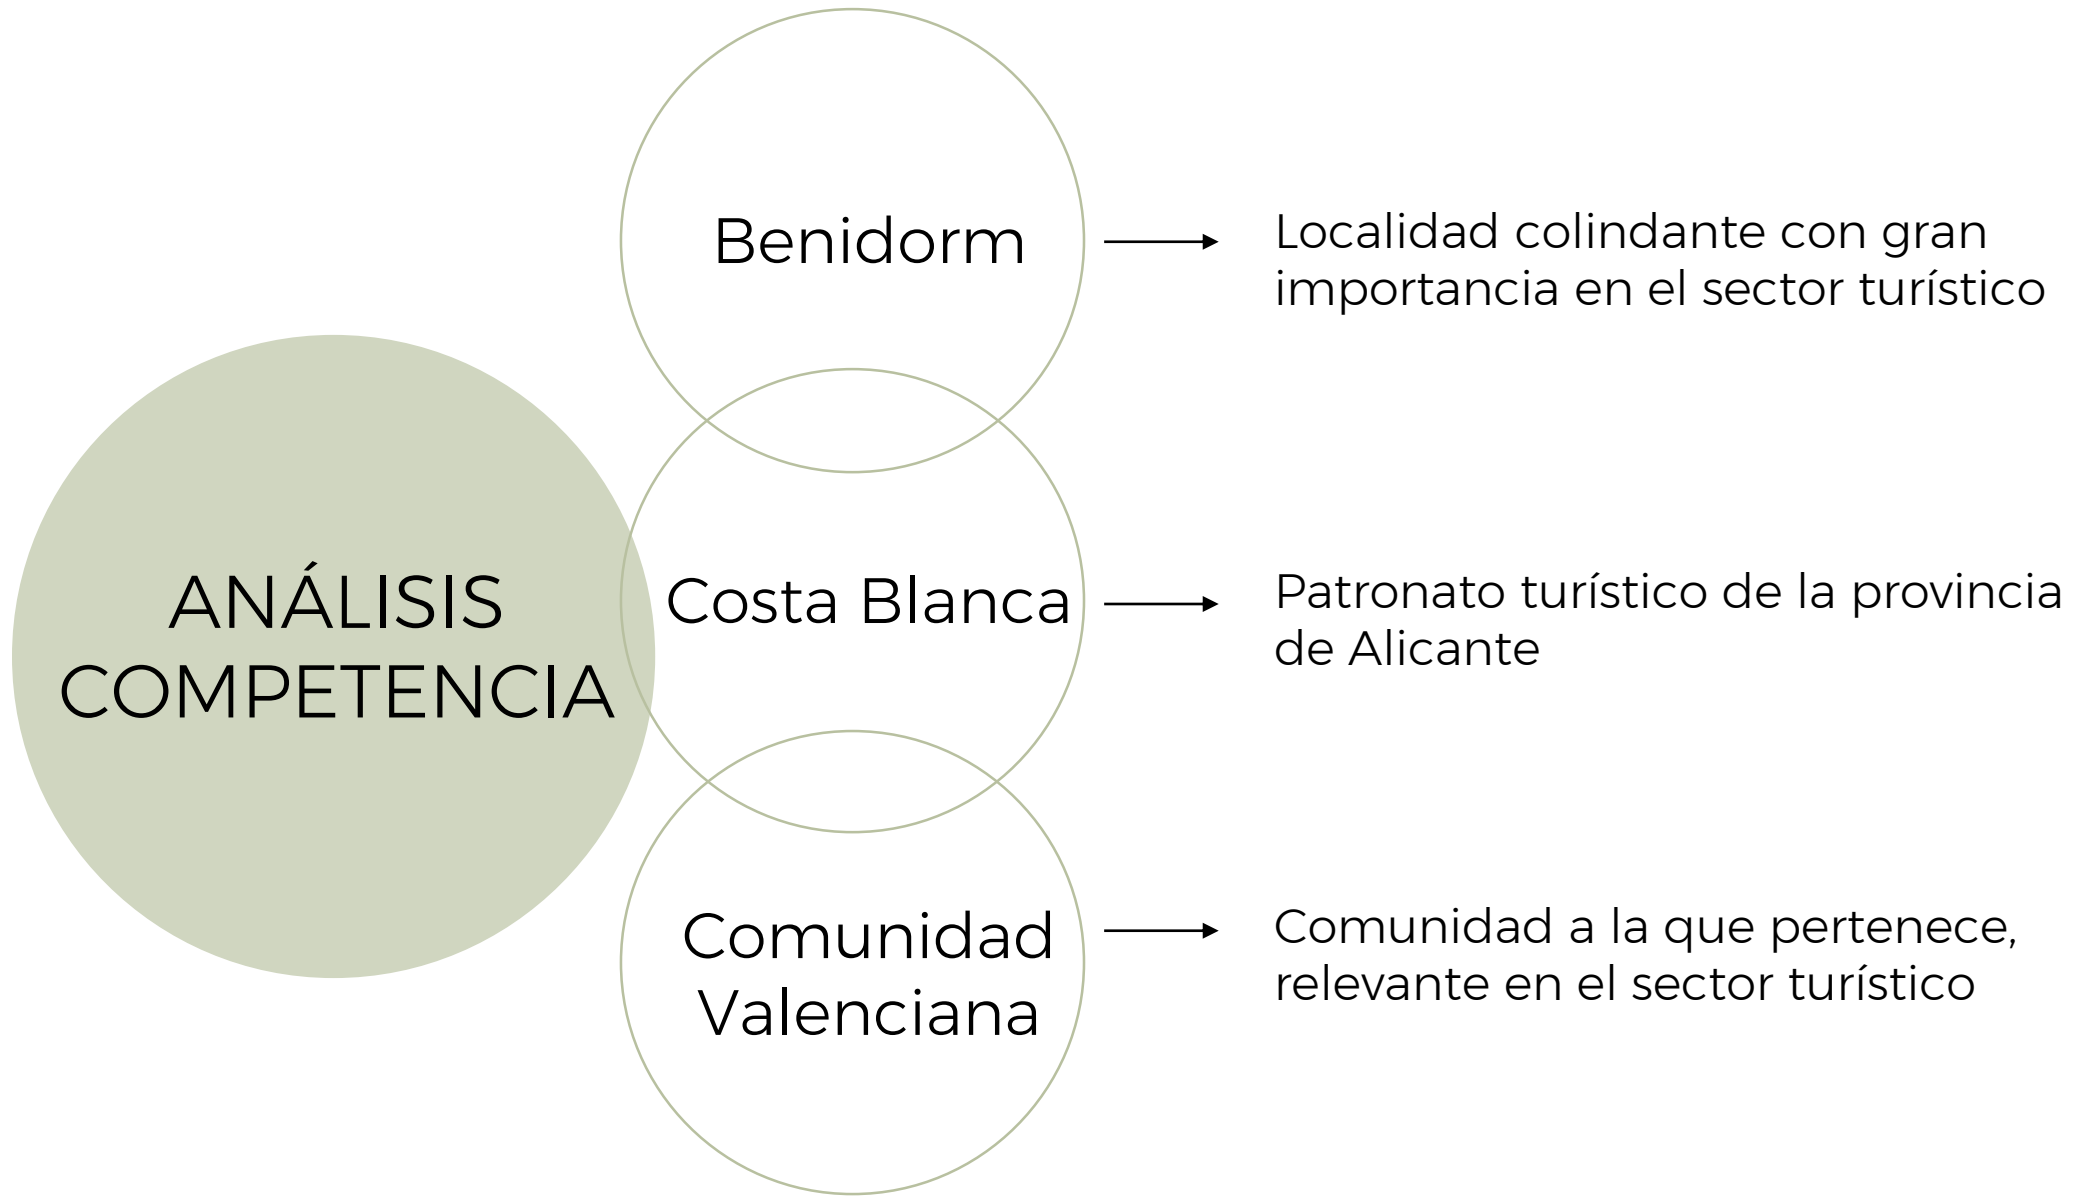 ANÁLISIS
COMPETENCIA
Benidorm
Localidad colindante con gran
importancia en el sector turístico
Costa Blanca
Patronato turístico de la provincia
de Alicante
Comunidad
Valenciana
Comunidad a la que pertenece,
relevante en el sector turístico